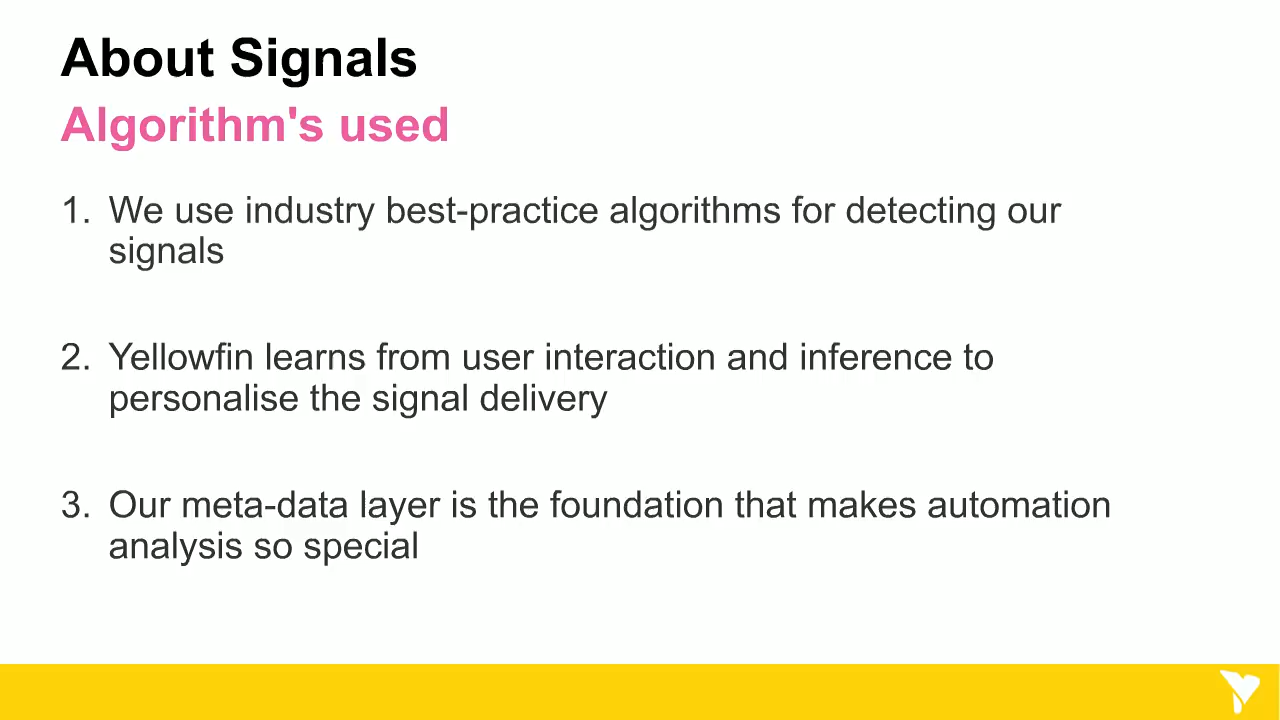 About Signals
Algorithm's used
1. We use industry best-practice algorithms for detecting our
signals
2. Yellowfin learns from user interaction and inference to
personalise the signal delivery
3. Our meta-data layer is the foundation that makes automation
analysis so special